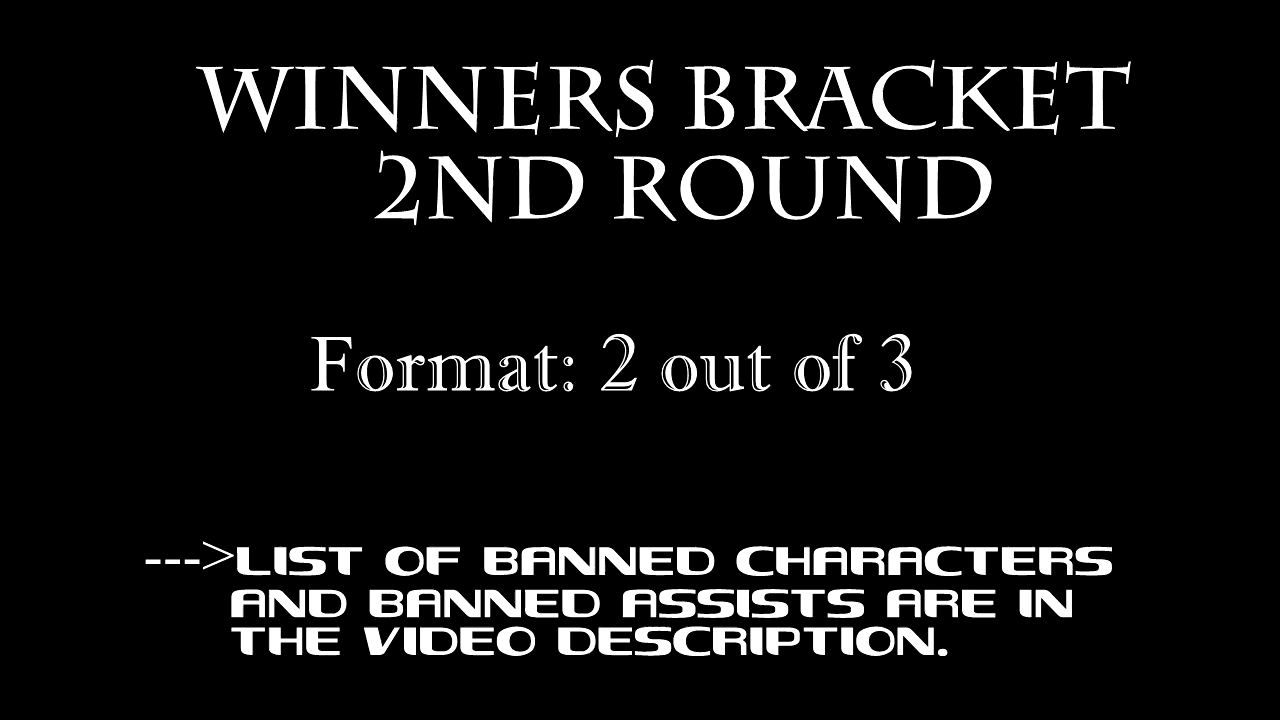 WINNERS BRACKET
2ND ROUND
Format: 2 out of 3
--->LIST OF BANNED CHARACTERS
AND BANNED ASSISTS ARE IN
THE VIDEO DESCRIPTION.